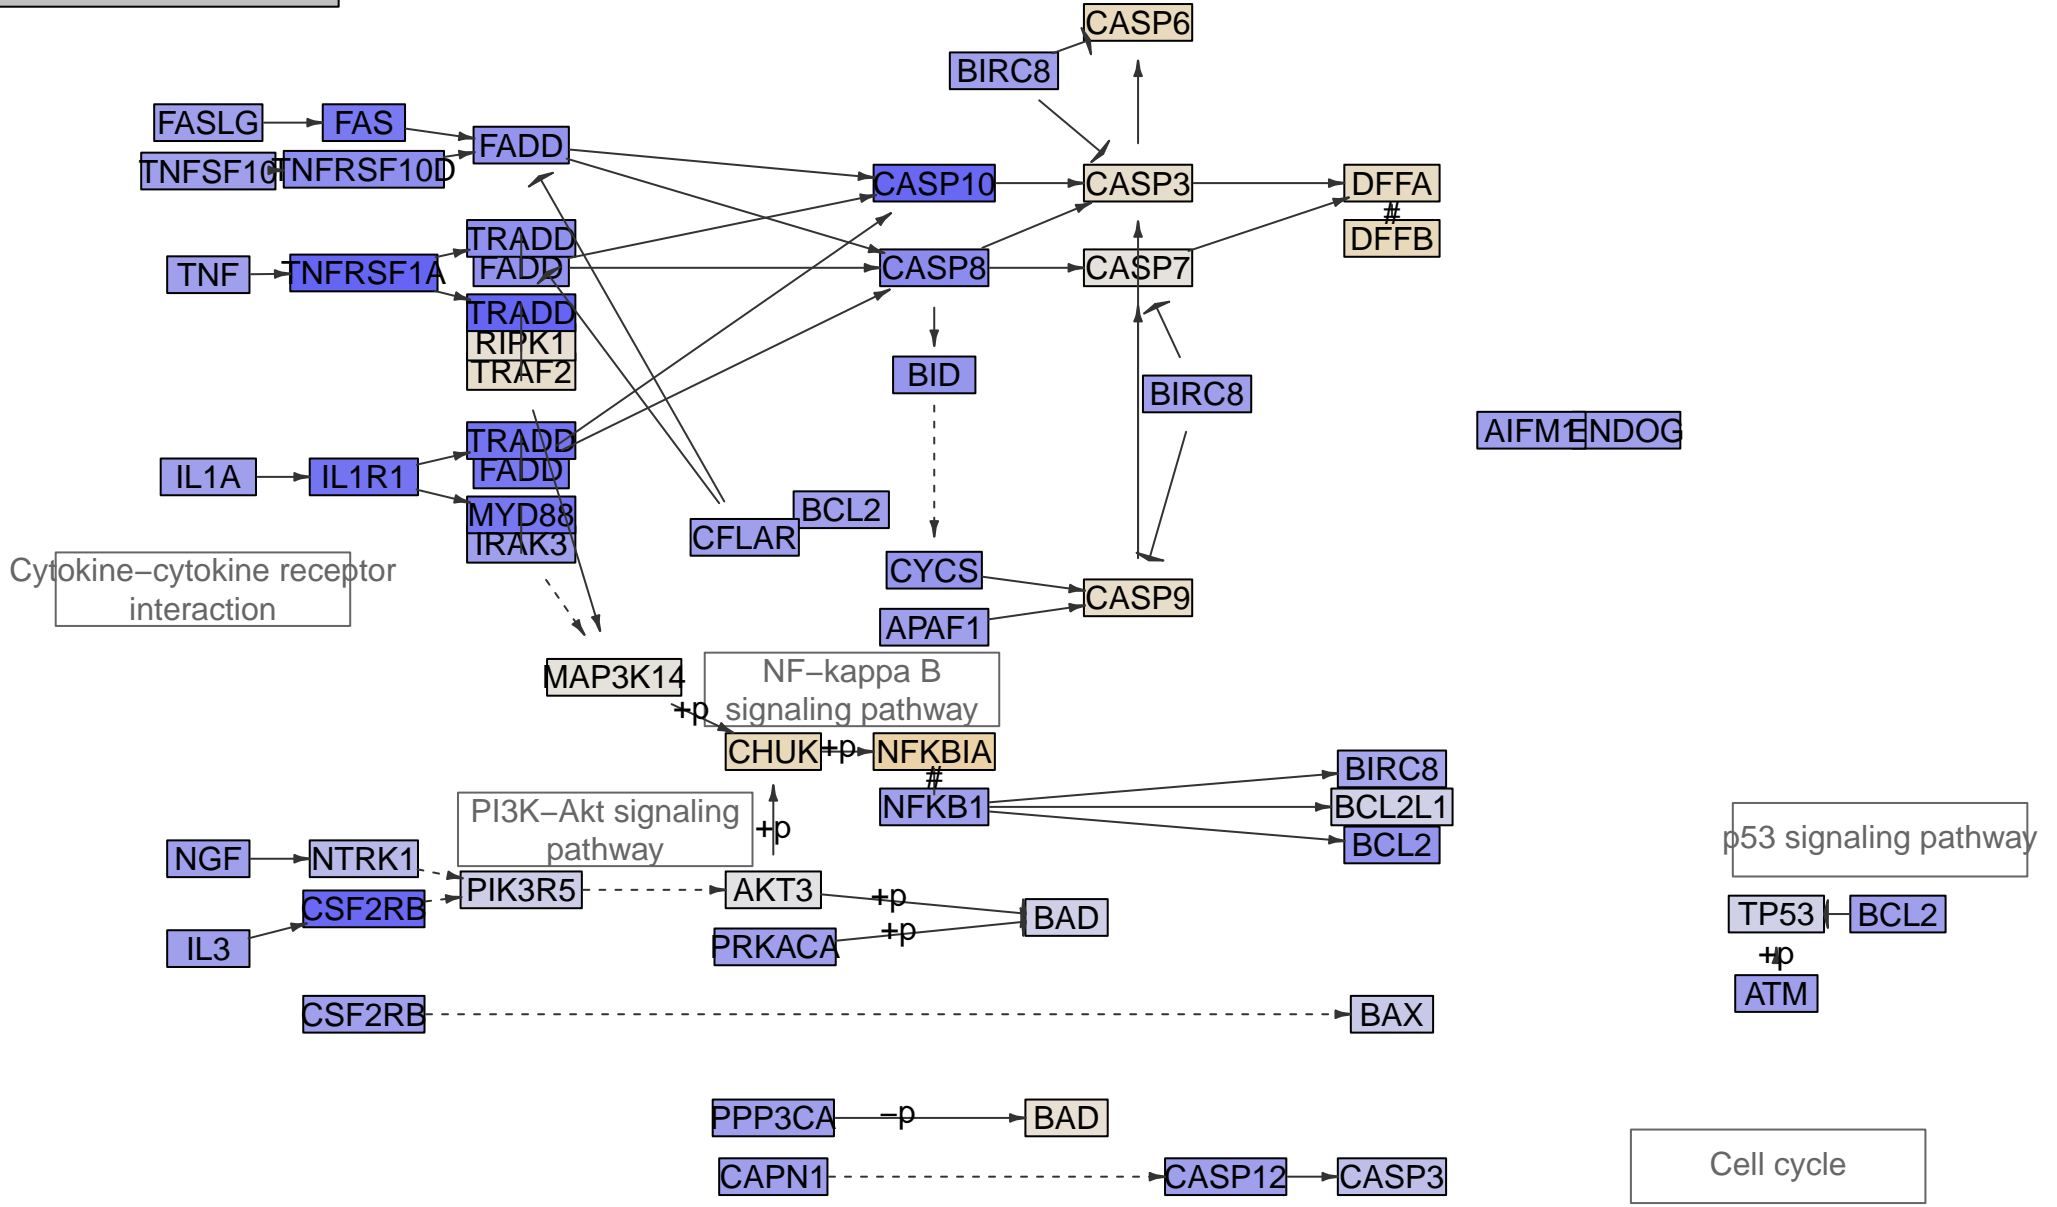 CASP6
BIRC8
FASLG
FAS
FADD
TNFSF10
TNFRSF10D
CASP10
CASP3
DFFA
#
DFFB
TRADD
FADD
TNF
TNFRSF1A
CASP8
CASP7
TRADD
RIPK1
TRAF2
BID
BIRC8
TRADD
FADD
AIFM1
ENDOG
IL1A
IL1R1
MYD88
IRAK3
BCL2
CFLAR
Cytokine–cytokine receptor
interaction
CYCS
CASP9
APAF1
MAP3K14
NF–kappa B
signaling pathway
+p
CHUK
+p
NFKBIA
#
NFKB1
BIRC8
BCL2L1
BCL2
PI3K–Akt signaling
pathway
+p
p53 signaling pathway
NGF
NTRK1
PIK3R5
AKT3
+p
BAD
CSF2RB
IL3
PRKACA
+p
TP53
BCL2
+p
ATM
CSF2RB
BAX
PPP3CA
–p
BAD
CAPN1
CASP12
CASP3
Cell cycle